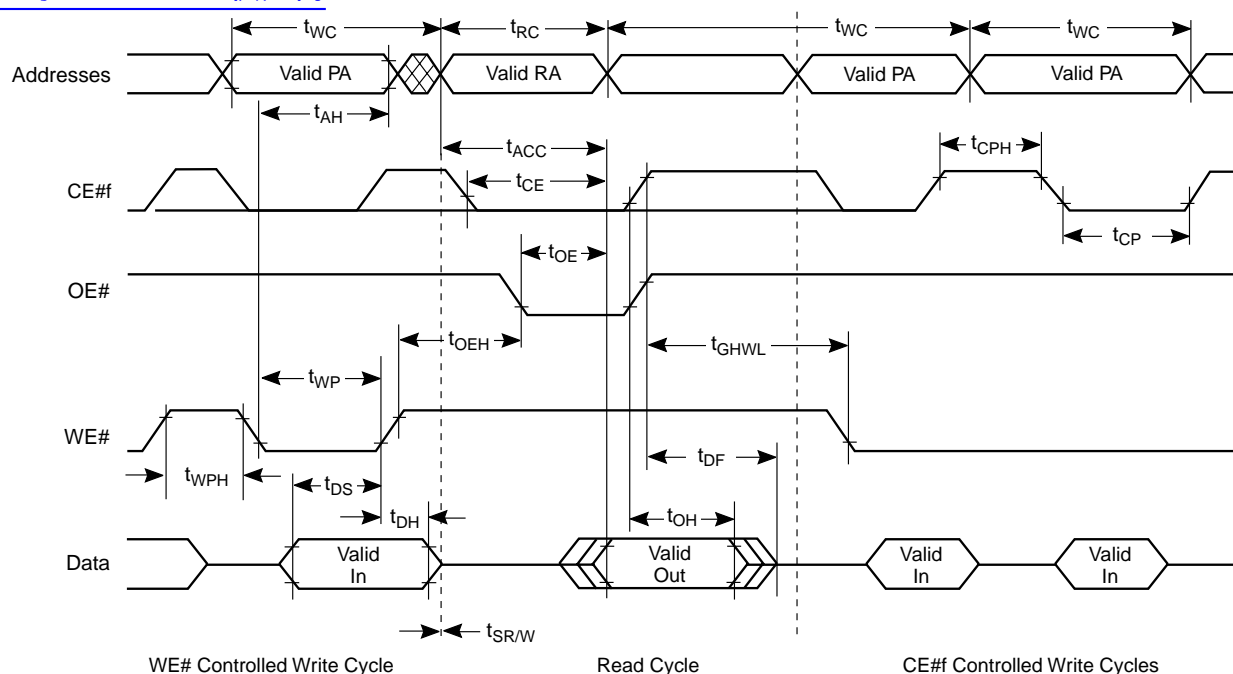 tWC tRC tWC tWC
Addresses Valid PA Valid RA Valid PA Valid PA
tAH
tACC tCPH
CE#f tCE
tCP
tOE
OE#
tOEH tGHWL
tWP
WE#
tWPH tDS tDF
tDH tOH
Data Valid In Valid Out Valid In Valid In
tSR/W
WE# Controlled Write Cycle Read Cycle CE#f Controlled Write Cycles